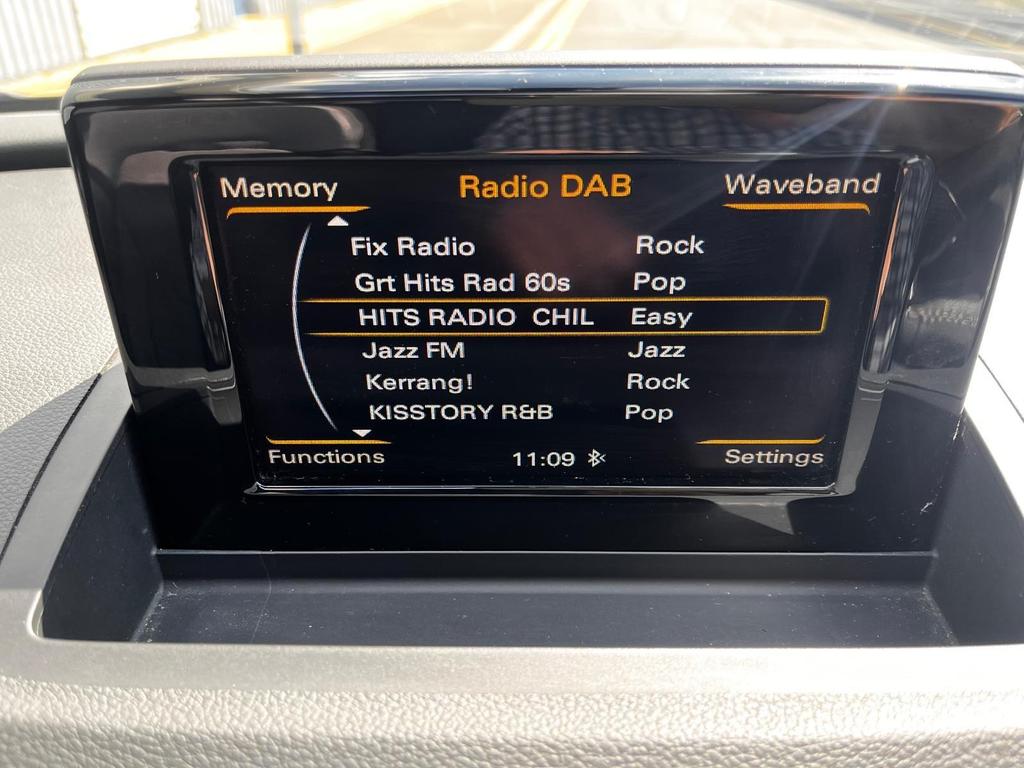 Memory Radio DAB Waveband
Fix Radio Rock
Grt Hits Rad 60s Pop
HITS RADIO CHIL Easy
Jazz FM Jazz
Kerrang! Rock
KISSTORY R&B Pop
Functions 11:09 Settings